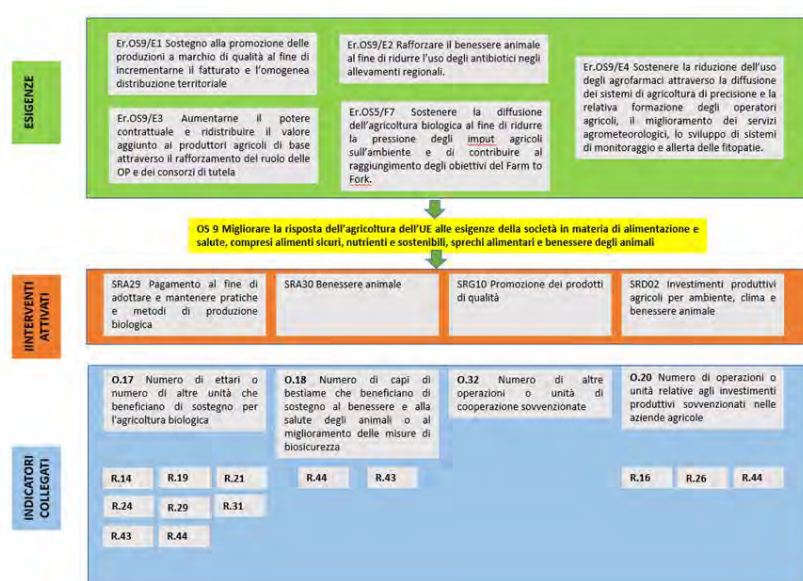 ESIGENZE
Er.OS9/E1 Sostegno alla promozione delle
produzioni a marchio di qualità al fine di
incrementarne il fatturato e l'omogenea
distribuzione territoriale
Er.OS9/E2 Rafforzare il benessere animale
al fine di ridurre l'uso degli antibiotici negli
allevamenti regionali.
Er.OS9/E4 Sostenere la riduzione dell'uso
degli agrofarmaci attraverso la diffusione
dei sistemi di agricoltura di precisione e la
relativa formazione degli operatori
agricoli, il miglioramento dei servizi
agrometeorologici, lo sviluppo di sistemi
di monitoraggio e allerta delle fitopatie.
Er.OS9/E3 Aumentarne il potere
contrattuale e ridistribuire il valore
aggiunto ai produttori agricoli di base
attraverso il rafforzamento del ruolo delle
OP e dei consorzi di tutela
Er.OS5/F7 Sostenere la diffusione
dell'agricoltura biologica al fine di ridurre
la pressione degli imput agricoli
sull'ambiente e di contribuire al
raggiungimento degli obiettivi del Farm to
Fork.
OS 9 Migliorare la risposta dell'agricoltura dell'UE alle esigenze della società in materia di alimentazione e
salute, compresi alimenti sicuri, nutrienti e sostenibili, sprechi alimentari e benessere degli animali
IINTERVENTI
ATTIVATI
SRA29 Pagamento al fine di
adottare e mantenere pratiche
e metodi di produzione
biologica
SRA30 Benessere animale
SRG10 Promozione dei prodotti
di qualità
SRD02 Investimenti produttivi
agricoli per ambiente, clima e
benessere animale
INDICATORI
COLLEGATI
O.17 Numero di ettari o
numero di altre unità che
beneficiano di sostegno per
l'agricoltura biologica
O.18 Numero di capi di
bestiame che beneficiano di
sostegno al benessere e alla
salute degli animali o al
miglioramento delle misure di
biosicurezza
O.32 Numero di altre
operazioni o unità di
cooperazione sovvenzionate
O.20 Numero di operazioni o
unità relative agli investimenti
produttivi sovvenzionati nelle
aziende agricole
R.14 R.19 R.21
R.24 R.29 R.31
R.43 R.44
R.44 R.43
R.16 R.26 R.44